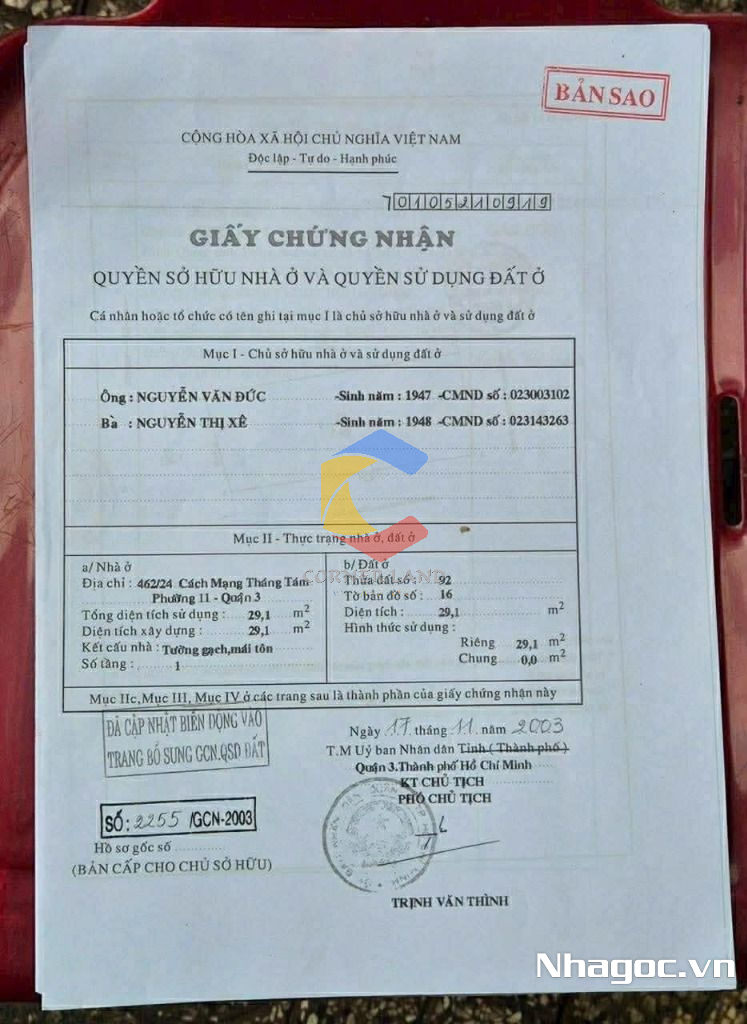 BẢN SAO
CỘNG HÒA XÃ HỘI CHỦ NGHĨA VIỆT NAM
Độc lập - Tự do - Hạnh phúc
70105210919
GIẤY CHỨNG NHẬN
QUYỀN SỞ HỮU NHÀ Ở VÀ QUYỀN SỬ DỤNG ĐẤT Ở
Cá nhân hoặc tổ chức có tên ghi tại mục I là chủ sở hữu nhà ở và sử dụng đất ở
Mục I - Chủ sở hữu nhà ở và sử dụng đất ở
Ông : NGUYỄN VĂN ĐỨC -Sinh năm : 1947 -CMND số : 023003102
Bà : NGUYỄN THỊ XÊ -Sinh năm : 1948 -CMND số : 023143263
Mục II - Thực trạng nhà ở, đất ở
a/ Nhà ở
Địa chỉ : 462/24 Cách Mạng Tháng Tám
Phường 11 - Quận 3
Tổng diện tích sử dụng : 29,1 m2
Diện tích xây dựng : 29,1 m2
Kết cấu nhà : Tường gạch,mái tôn
Số tầng : 1
b/ Đất ở
CORNER LAND
Thửa đất số : 92
Tờ bản đồ số : 16
Diện tích : 29,1 m2
Hình thức sử dụng :
Riêng 29,1 m2
Chung 0,0 m2
Mục IIc,Mục III, Mục IV ở các trang sau là thành phần của giấy chứng nhận này
ĐÃ CẬP NHẬT BIẾN ĐỘNG VÀO
TRANG BỔ SUNG GCN.QSD ĐẤT
Ngày 17 tháng 11 năm 2003
T.M Uỷ ban Nhân dân Tỉnh ( Thành phố )
Quận 3.Thành phố Hồ Chí Minh
KT CHỦ TỊCH
PHÓ CHỦ TỊCH
SỐ: 2255 /GCN-2003
Hồ sơ gốc số
(BẢN CẤP CHO CHỦ SỞ HỮU)
TRỊNH VĂN THÌNH
Nhagoc.vn